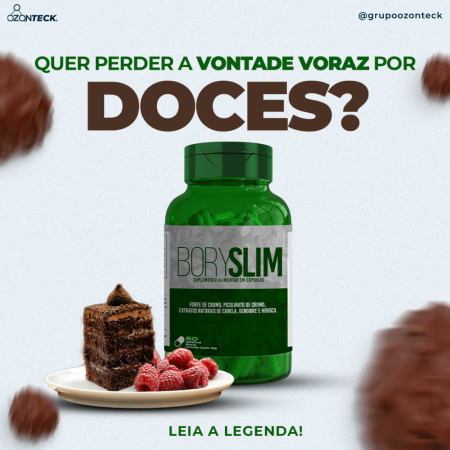 OZONTECK.
@grupoozonteck
QUER PERDER A VONTADE VORAZ POR
DOCES?
BORYSLIM
SUPLEMENTO ALIMENTAR EM CÁPSULAS
FONTE DE CROMO, PICOLINATO DE CROMO,
EXTRATOS NATURAIS DE CANELA, GENGIBRE E HIBISCO.
60
LEIA A LEGENDA!